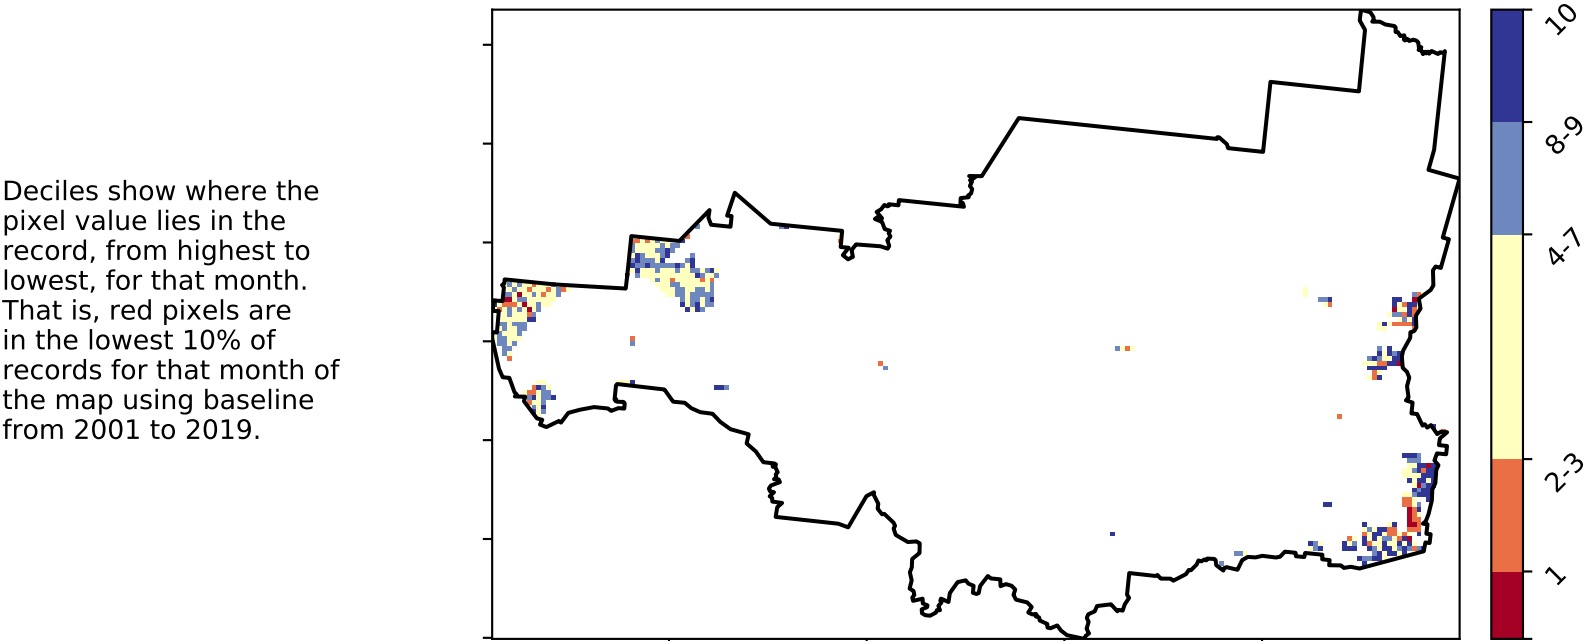 Deciles show where the
pixel value lies in the
record, from highest to
lowest, for that month.
That is, red pixels are
in the lowest 10% of
records for that month of
the map using baseline
from 2001 to 2019.
10
8-9
4-7
2-3
1